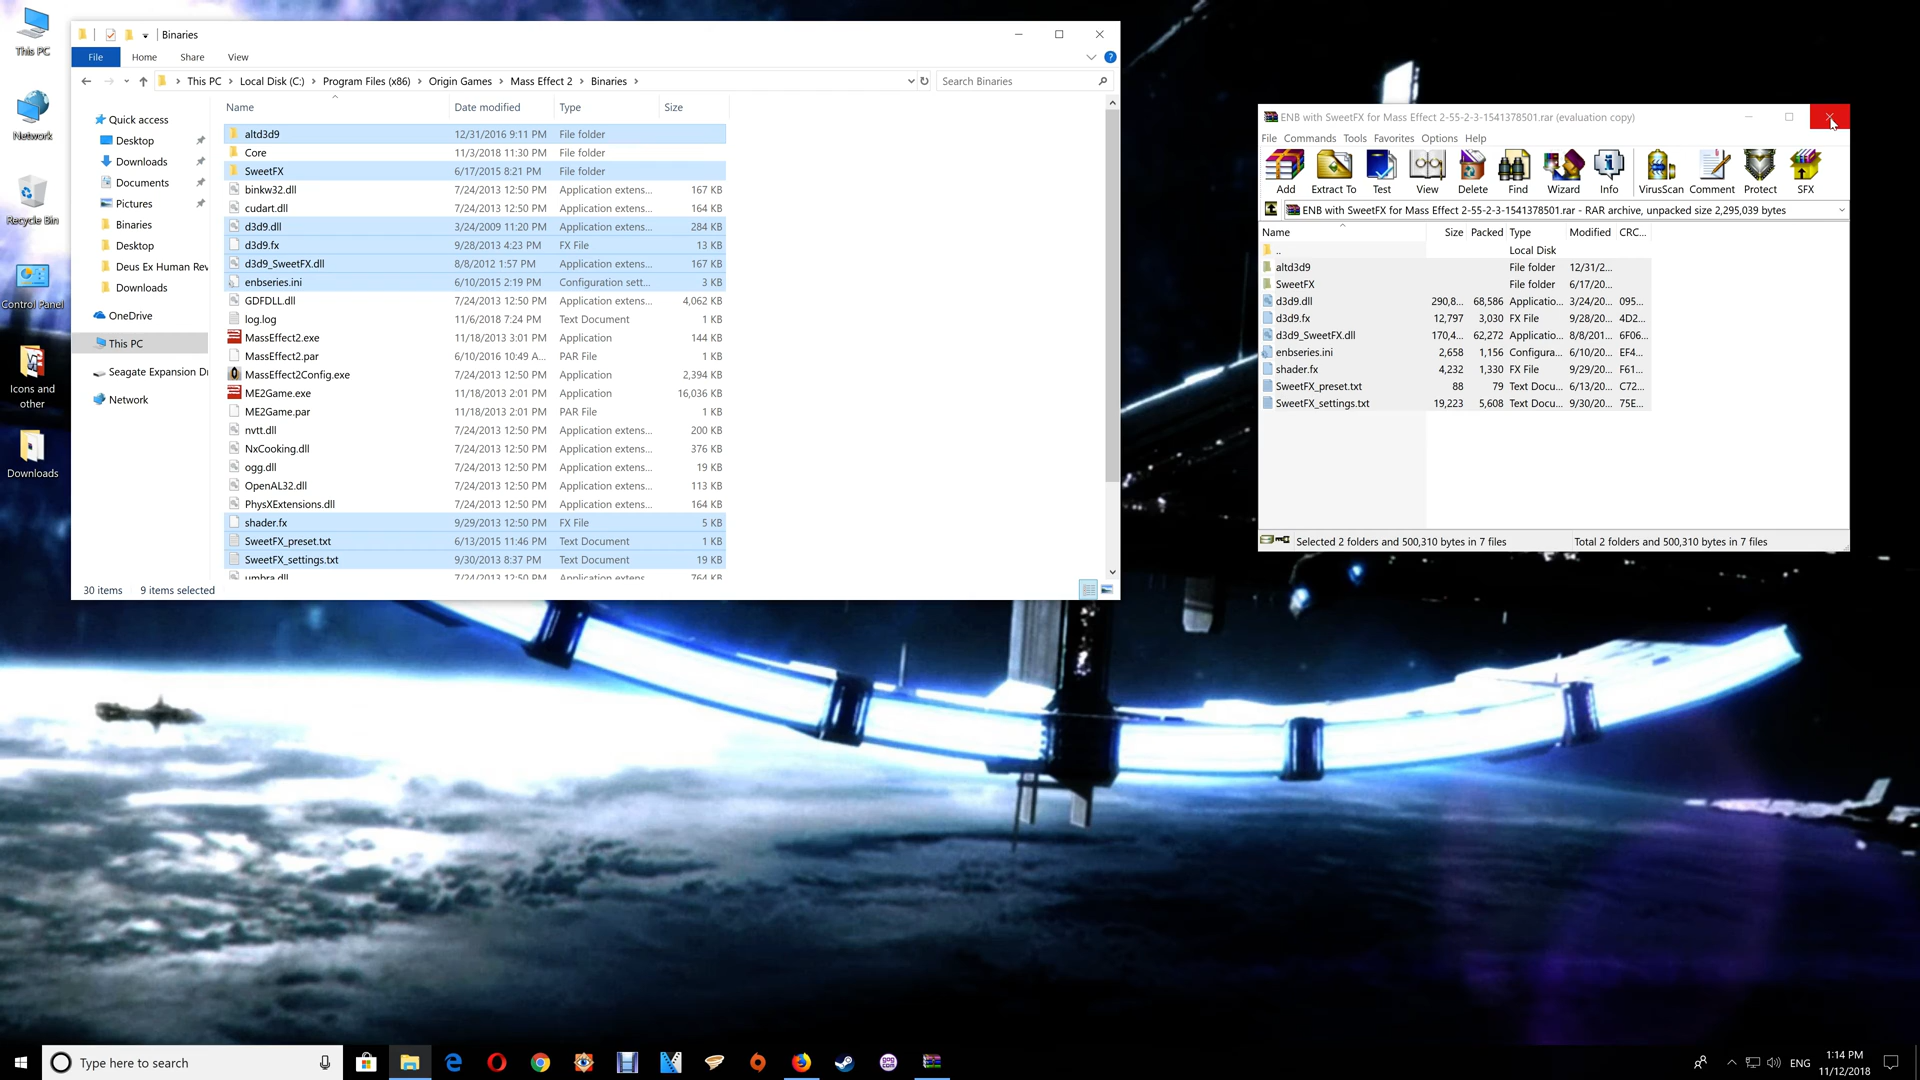 This PC
Network
Recycle Bin
Control Panel
Icons and other
Downloads
Binaries
File Home Share View
This PC Local Disk (C:) Program Files (x86) Origin Games Mass Effect 2 Binaries
Search Binaries
Quick access
Desktop
Downloads
Documents
Pictures
Binaries
Desktop
Deus Ex Human Rev
Downloads
OneDrive
This PC
Seagate Expansion Dr
Network
Name Date modified Type Size
altd3d9 12/31/2016 9:11 PM File folder
Core 11/3/2018 11:30 PM File folder
SweetFX 6/17/2015 8:21 PM File folder
binkw32.dll 7/24/2013 12:50 PM Application extens... 167 KB
cudart.dll 7/24/2013 12:50 PM Application extens... 164 KB
d3d9.dll 3/24/2009 11:20 PM Application extens... 284 KB
d3d9.fx 9/28/2013 4:23 PM FX File 13 KB
d3d9_SweetFX.dll 8/8/2012 1:57 PM Application extens... 167 KB
enbseries.ini 6/10/2015 2:19 PM Configuration sett... 3 KB
GDFDLL.dll 7/24/2013 12:50 PM Application extens... 4,062 KB
log.log 11/6/2018 7:24 PM Text Document 1 KB
MassEffect2.exe 11/18/2013 3:01 PM Application 144 KB
MassEffect2.par 6/10/2016 10:49 A... PAR File 1 KB
MassEffect2Config.exe 7/24/2013 12:50 PM Application 2,394 KB
ME2Game.exe 11/18/2013 2:01 PM Application 16,036 KB
ME2Game.par 11/18/2013 2:01 PM PAR File 1 KB
nvtt.dll 7/24/2013 12:50 PM Application extens... 200 KB
NxCooking.dll 7/24/2013 12:50 PM Application extens... 376 KB
ogg.dll 7/24/2013 12:50 PM Application extens... 19 KB
OpenAL32.dll 7/24/2013 12:50 PM Application extens... 113 KB
PhysXExtensions.dll 7/24/2013 12:50 PM Application extens... 164 KB
shader.fx 9/29/2013 12:50 PM FX File 5 KB
SweetFX_preset.txt 6/13/2015 11:46 PM Text Document 1 KB
SweetFX_settings.txt 9/30/2013 8:37 PM Text Document 19 KB
umbra.dll 7/24/2013 12:50 PM Application extens... 764 KB
30 items 9 items selected
ENB with SweetFX for Mass Effect 2-55-2-3-1541378501.rar (evaluation copy)
File Commands Tools Favorites Options Help
Add Extract To Test View Delete Find Wizard Info VirusScan Comment Protect SFX
ENB with SweetFX for Mass Effect 2-55-2-3-1541378501.rar - RAR archive, unpacked size 2,295,039 bytes
Name Size Packed Type Modified CRC...
.. Local Disk
altd3d9 File folder 12/31/2...
SweetFX File folder 6/17/20...
d3d9.dll 290,8... 68,586 Applicatio... 3/24/20... 095...
d3d9.fx 12,797 3,030 FX File 9/28/20... 4D2...
d3d9_SweetFX.dll 170,4... 62,272 Applicatio... 8/8/201... 6F06...
enbseries.ini 2,658 1,156 Configura... 6/10/20... EF4...
shader.fx 4,232 1,330 FX File 9/29/20... F61...
SweetFX_preset.txt 88 79 Text Docu... 6/13/20... C72...
SweetFX_settings.txt 19,223 5,608 Text Docu... 9/30/20... 75E...
Selected 2 folders and 500,310 bytes in 7 files Total 2 folders and 500,310 bytes in 7 files
Type here to search
ENG
1:14 PM
11/12/2018